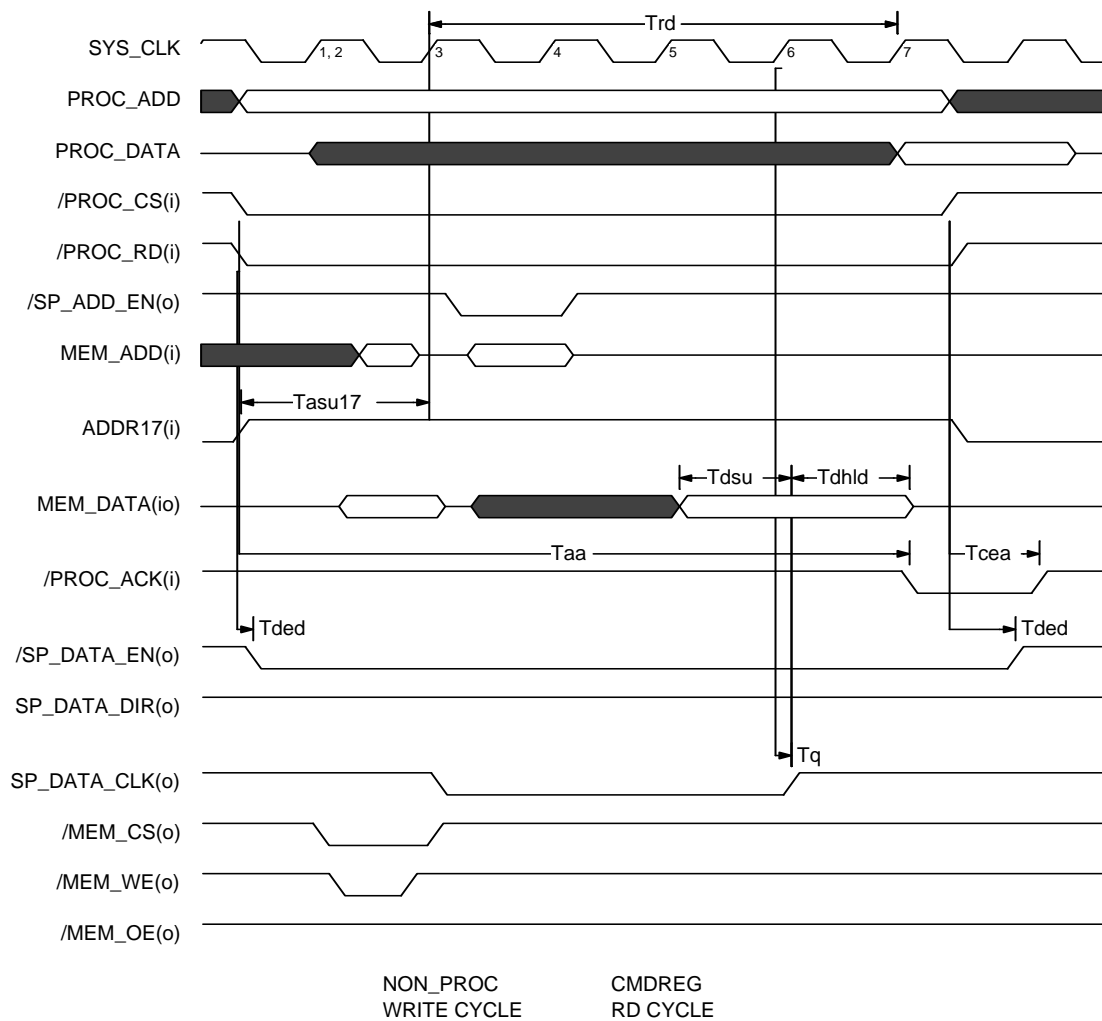 Trd
SYS_CLK
1, 2 3 4 5 6 7
PROC_ADD
PROC_DATA
/PROC_CS(i)
/PROC_RD(i)
/SP_ADD_EN(o)
MEM_ADD(i)
Tasu17
ADDR17(i)
Tdsu Tdhld
MEM_DATA(io)
Taa Tcea
/PROC_ACK(i)
Tded Tded
/SP_DATA_EN(o)
SP_DATA_DIR(o)
Tq
SP_DATA_CLK(o)
/MEM_CS(o)
/MEM_WE(o)
/MEM_OE(o)
NON_PROC CMDREG
WRITE CYCLE RD CYCLE